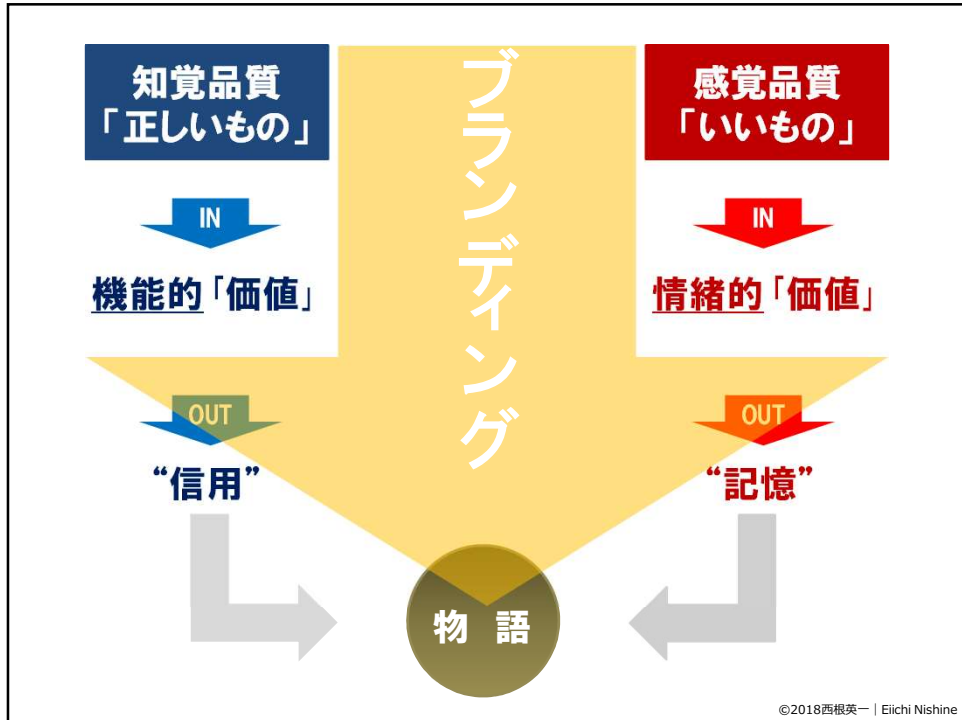 知覚品質
「正しいもの」
IN
機能的「価値」
OUT
“信用”
ブランディング
感覚品質
「いいもの」
IN
情緒的「価値」
OUT
“記憶”
物 語
©2018西根英一 | Eiichi Nishine